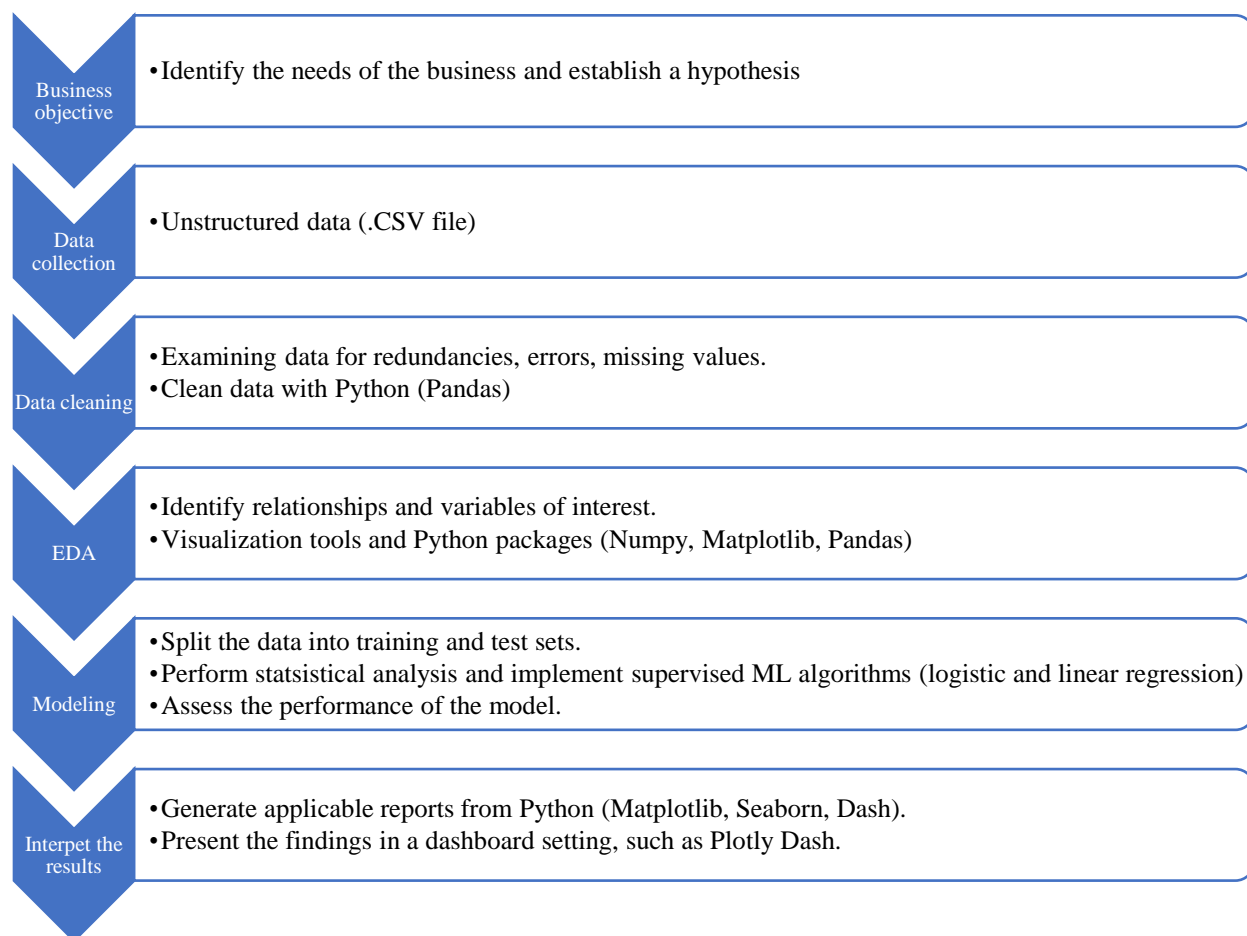 Business
objective
•Identify the needs of the business and establish a hypothesis
Data
collection
•Unstructured data (.CSV file)
Data cleaning
•Examining data for redundancies, errors, missing values.
•Clean data with Python (Pandas)
EDA
•Identify relationships and variables of interest.
•Visualization tools and Python packages (Numpy, Matplotlib, Pandas)
Modeling
•Split the data into training and test sets.
•Perform statsistical analysis and implement supervised ML algorithms (logistic and linear regression)
•Assess the performance of the model.
Interpet the
results
•Generate applicable reports from Python (Matplotlib, Seaborn, Dash).
•Present the findings in a dashboard setting, such as Plotly Dash.